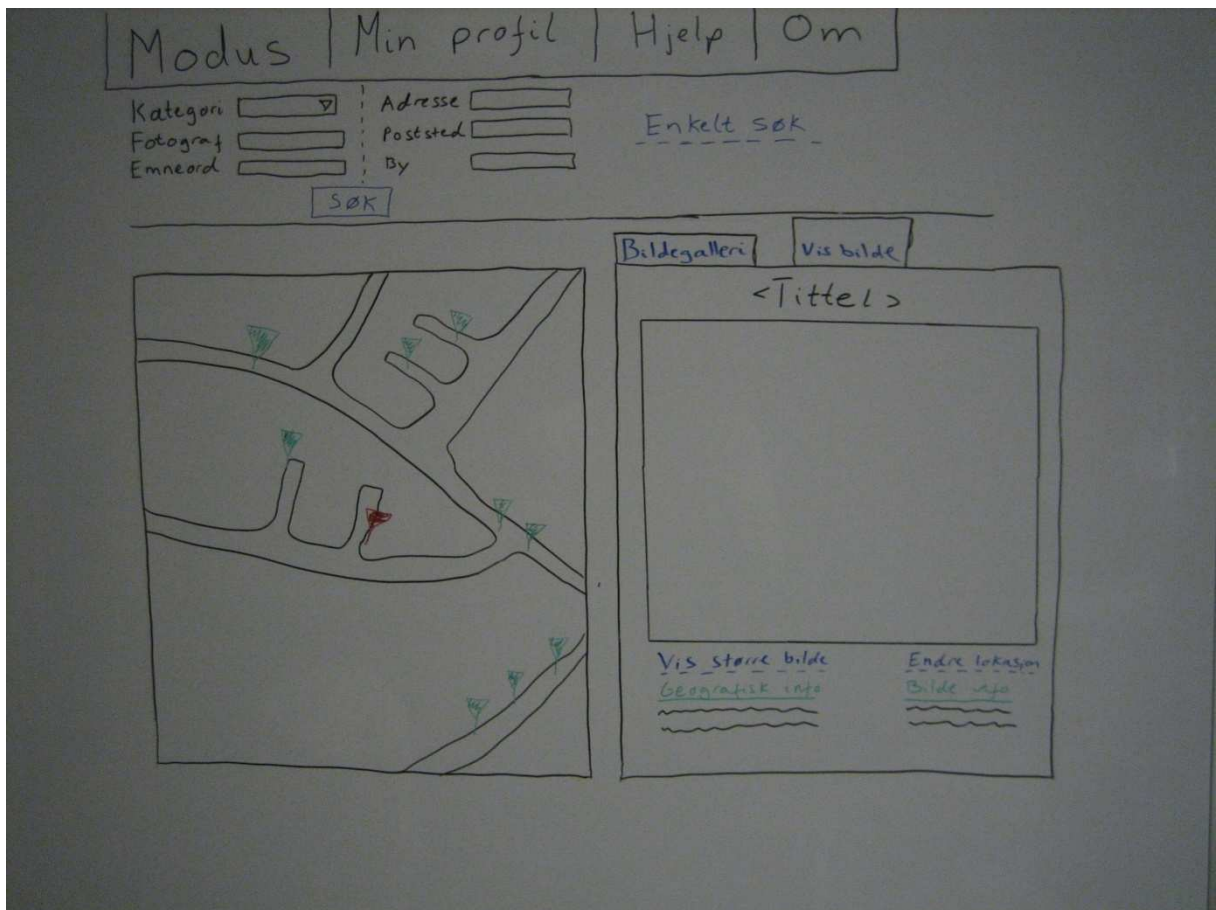 Modus Min profil Hjelp Om
Kategori Adresse
Fotograf Poststed Enkelt søk
Emneord By
SØK
Bildegalleri Vis bilde
<Tittel>
Vis større bilde Endre lokasjon
Geografisk info Bilde info